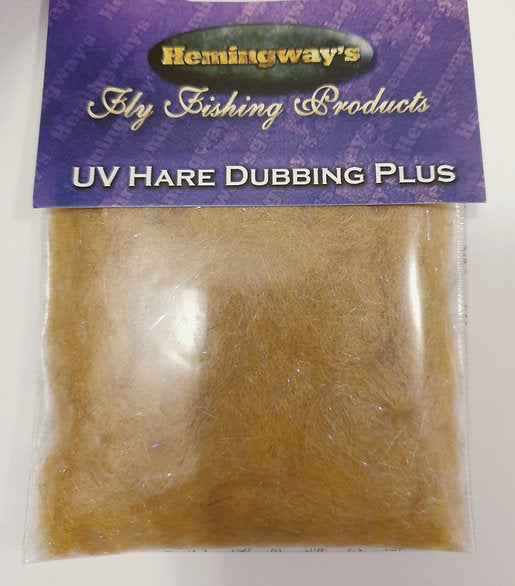 Hemingway's
Fly Fishing Products
UV HARE DUBBING PLUS